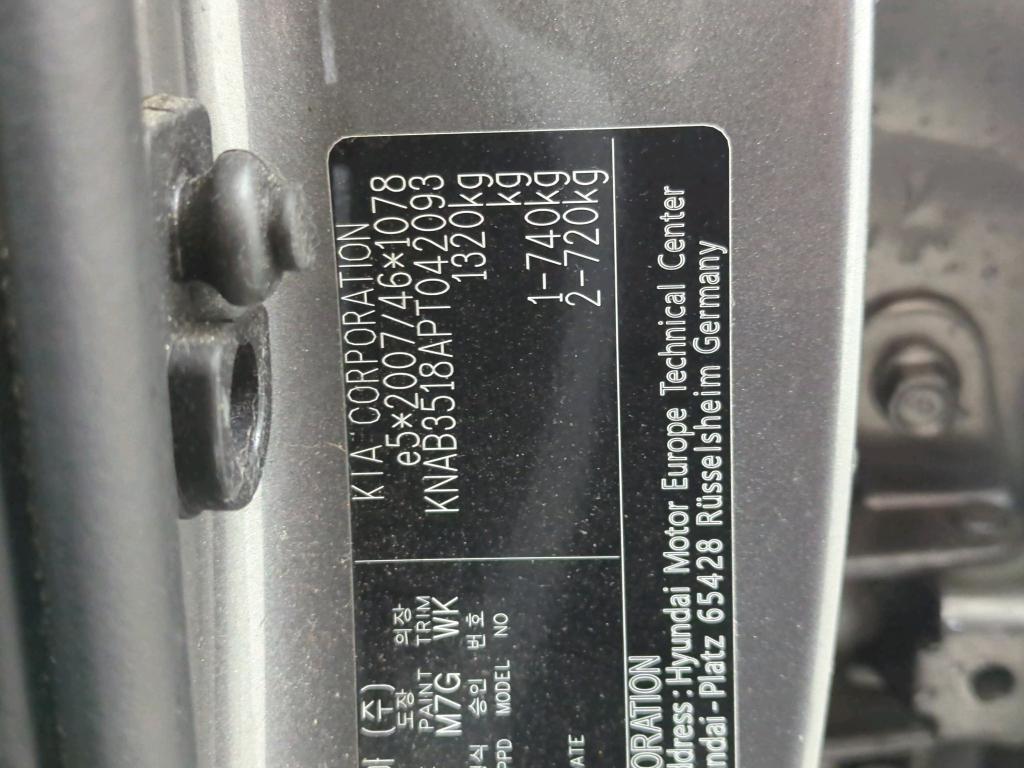 KIA CORPORATION
e5*2007/46*1078
KNAB3518APT042093
1320kg
kg
1-740kg
2-720kg
(주)
도장 의장
PAINT TRIM
M7G WK
승인 번호
MODEL NO
ORATION
ddress : Hyundai Motor Europe Technical Center
ndai-Platz 65428 Rüsselsheim Germany